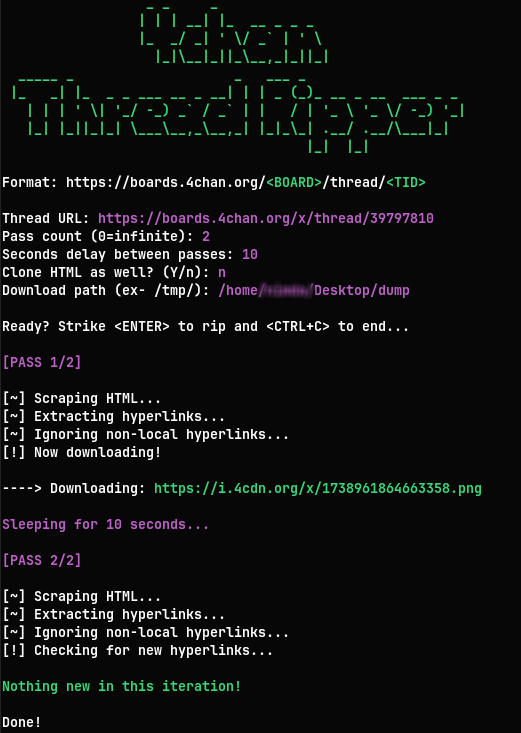 4chan
Thread Ripper
Format: https://boards.4chan.org/<BOARD>/thread/<TID>
Thread URL: https://boards.4chan.org/x/thread/39797810
Pass count (0=infinite): 2
Seconds delay between passes: 10
Clone HTML as well? (Y/n): n
Download path (ex- /tmp/): /home/ /Desktop/dump
Ready? Strike <ENTER> to rip and <CTRL+C> to end...
[PASS 1/2]
[~] Scraping HTML...
[~] Extracting hyperlinks...
[~] Ignoring non-local hyperlinks...
[!] Now downloading!
----> Downloading: https://i.4cdn.org/x/1738961864663358.png
Sleeping for 10 seconds...
[PASS 2/2]
[~] Scraping HTML...
[~] Extracting hyperlinks...
[~] Ignoring non-local hyperlinks...
[!] Checking for new hyperlinks...
Nothing new in this iteration!
Done!